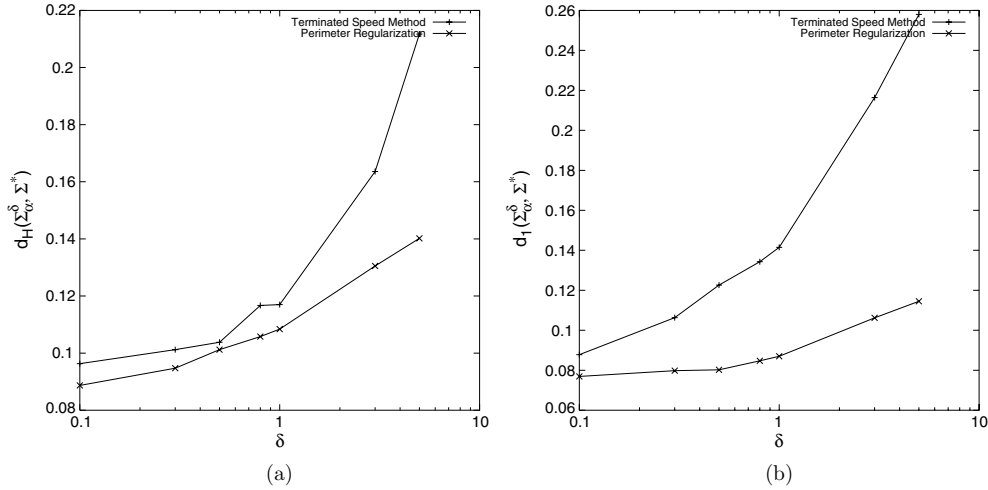 Terminated Speed Method
Perimeter Regularization
0.22
0.2
0.18
0.16
0.14
0.12
0.1
0.08
d_H(Σ_α^δ, Σ^*)
0.1
1
10
δ
(a)
Terminated Speed Method
Perimeter Regularization
0.26
0.24
0.22
0.2
0.18
0.16
0.14
0.12
0.1
0.08
0.06
d_1(Σ_α^δ, Σ^*)
0.1
1
10
δ
(b)